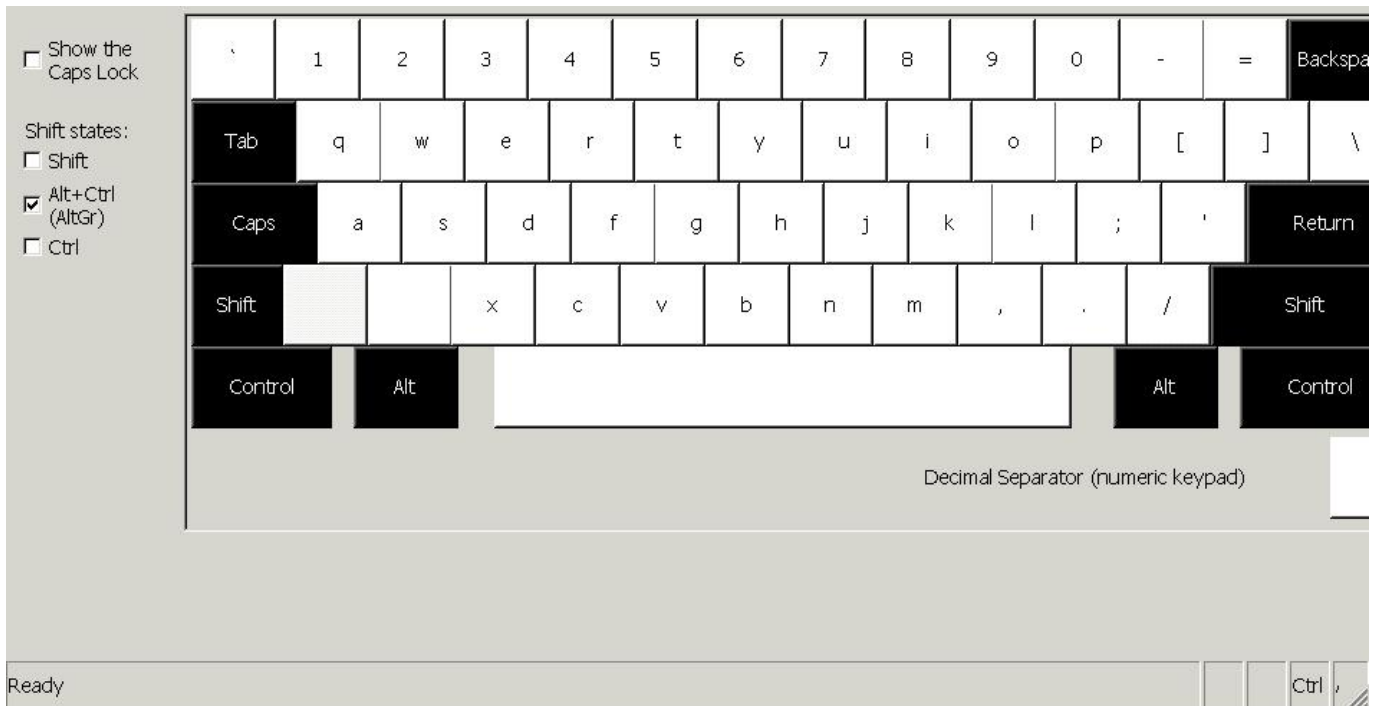 Show the
Caps Lock
Shift states:
Shift
Alt+Ctrl
(AltGr)
Ctrl
` 1 2 3 4 5 6 7 8 9 0 - = Backspa
Tab q w e r t y u i o p [ ] \
Caps a s d f g h j k l ; ' Return
Shift x c v b n m , . / Shift
Control Alt Alt Control
Decimal Separator (numeric keypad)
Ready Ctrl